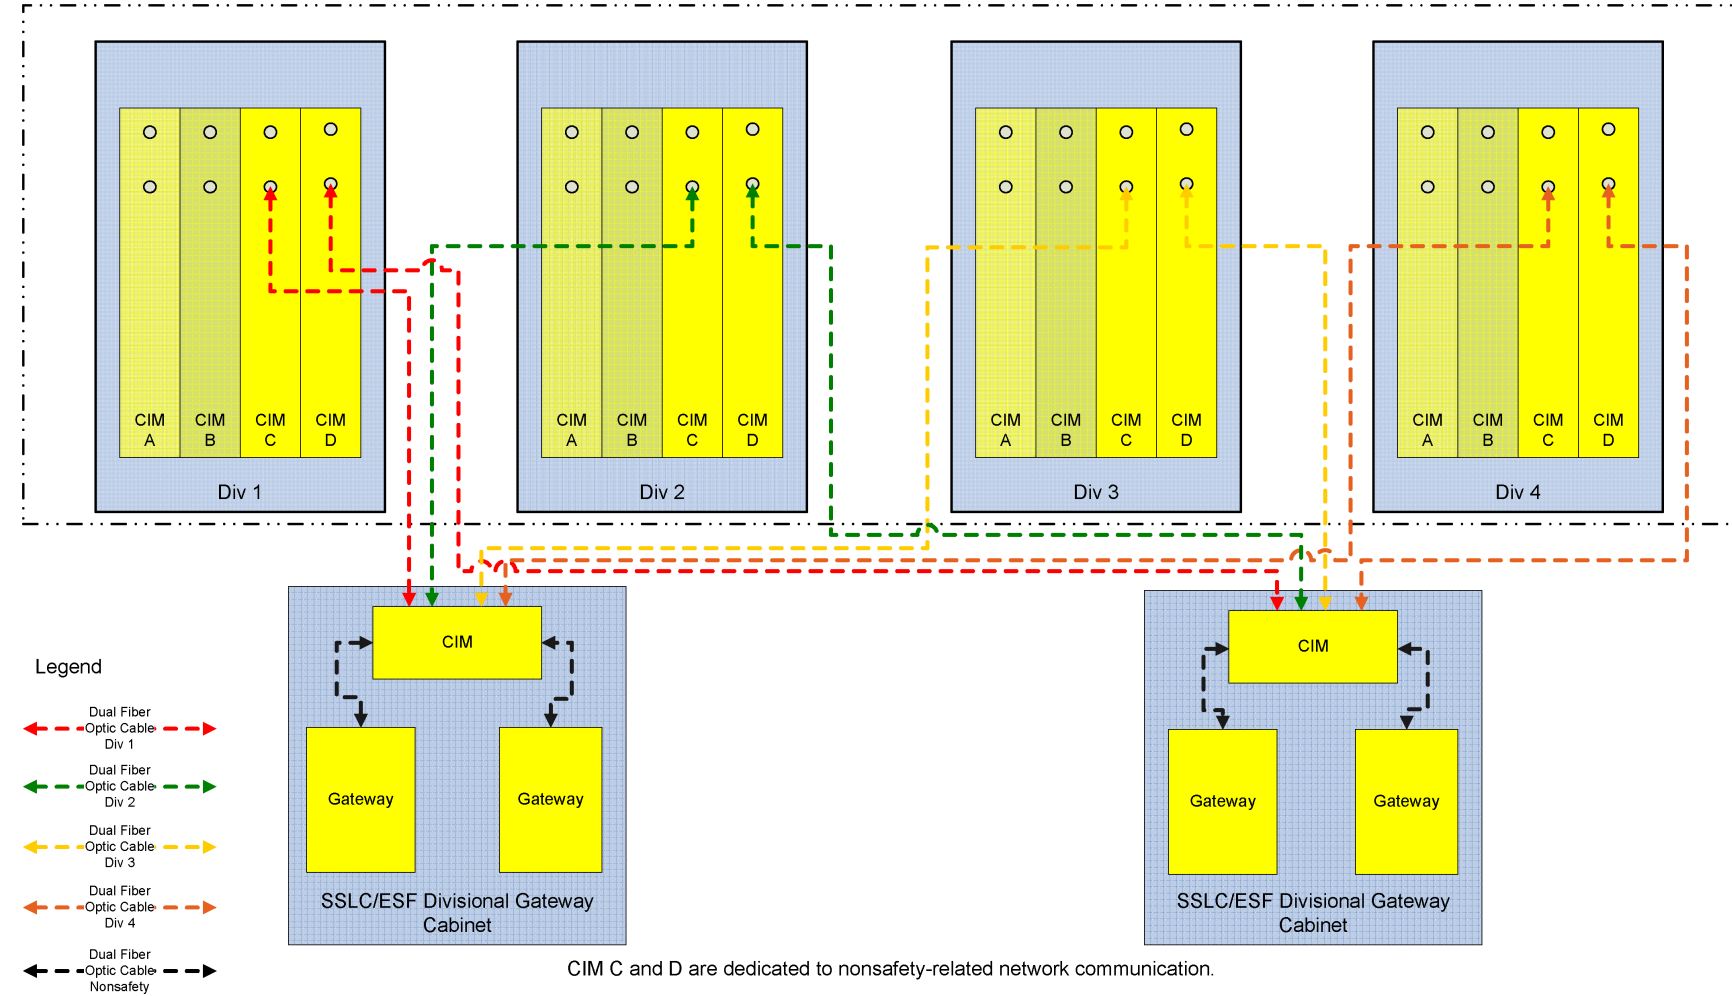 CIM CIM CIM CIM
A B C D
Div 1
CIM CIM CIM CIM
A B C D
Div 2
CIM CIM CIM CIM
A B C D
Div 3
CIM CIM CIM CIM
A B C D
Div 4
CIM
Gateway Gateway
SSLC/ESF Divisional Gateway
Cabinet
CIM
Gateway Gateway
SSLC/ESF Divisional Gateway
Cabinet
Legend
Dual Fiber
Optic Cable
Div 1
Dual Fiber
Optic Cable
Div 2
Dual Fiber
Optic Cable
Div 3
Dual Fiber
Optic Cable
Div 4
Dual Fiber
Optic Cable
Nonsafety
CIM C and D are dedicated to nonsafety-related network communication.